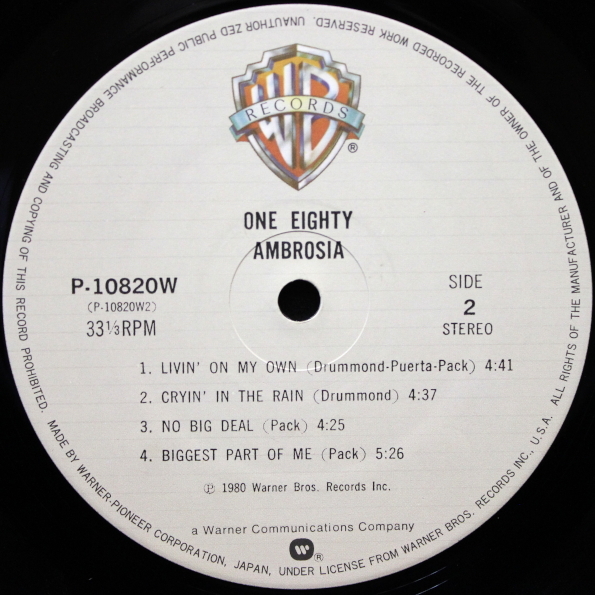 WB
RECORDS
®
ONE EIGHTY
AMBROSIA
P-10820W
(P-10820W2)
33⅓RPM
SIDE
2
STEREO
1. LIVIN' ON MY OWN (Drummond-Puerta-Pack) 4:41
2. CRYIN' IN THE RAIN (Drummond) 4:37
3. NO BIG DEAL (Pack) 4:25
4. BIGGEST PART OF ME (Pack) 5:26
Ⓟ 1980 Warner Bros. Records Inc.
a Warner Communications Company
®
ALL RIGHTS OF THE MANUFACTURER AND OF THE OWNER OF THE RECORDED WORK RESERVED. UNAUTHORIZED PUBLIC PERFORMANCE BROADCASTING AND COPYING OF THIS RECORD PROHIBITED. MADE BY WARNER-PIONEER CORPORATION, JAPAN, UNDER LICENSE FROM WARNER BROS. RECORDS INC., U.S.A.